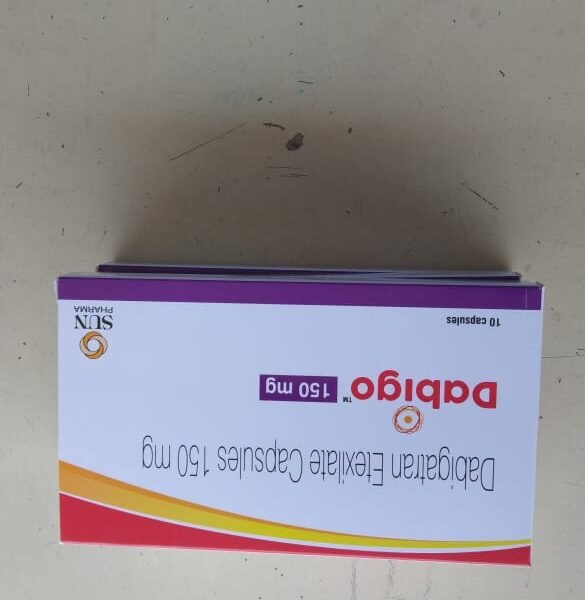 Dabigatran Etexilate Capsules 150 mg
Dabigo™ 150 mg
10 capsules
SUN
PHARMA